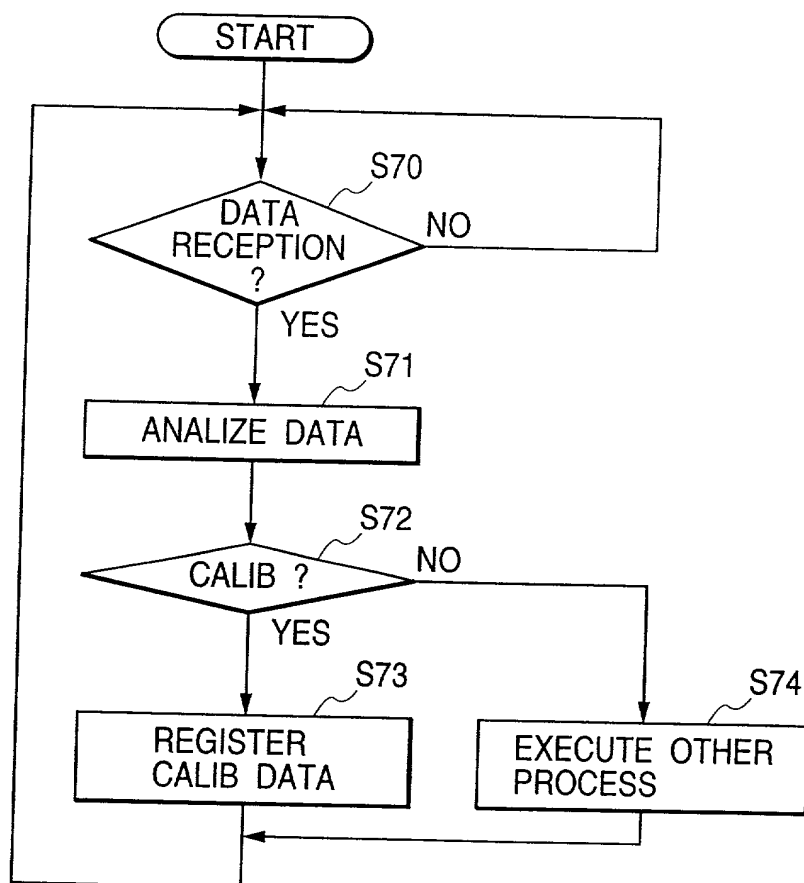 START
S70
DATA
RECEPTION
?
NO
YES
S71
ANALIZE DATA
S72
CALIB ?
NO
YES
S73
REGISTER
CALIB DATA
S74
EXECUTE OTHER
PROCESS